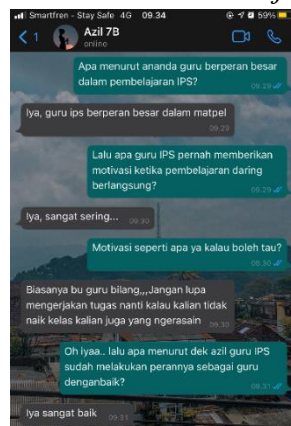 Smartfren - Stay Safe 4G 09.34 59%
1 Azil 7B
online
Apa menurut ananda guru berperan besar
dalam pembelajaran IPS?
09.29
Iya, guru ips berperan besar dalam matpel
09.29
Lalu apa guru IPS pernah memberikan
motivasi ketika pembelajaran daring
berlangsung?
09.29
Iya, sangat sering... 09.30
Motivasi seperti apa ya kalau boleh tau?
09.30
Biasanya bu guru bilang,,,Jangan lupa
mengerjakan tugas nanti kalau kalian tidak
naik kelas kalian juga yang ngerasain 09.30
Oh iyaa.. lalu apa menurut dek azil guru IPS
sudah melakukan perannya sebagai guru
denganbaik?
09.31
Iya sangat baik 09.31